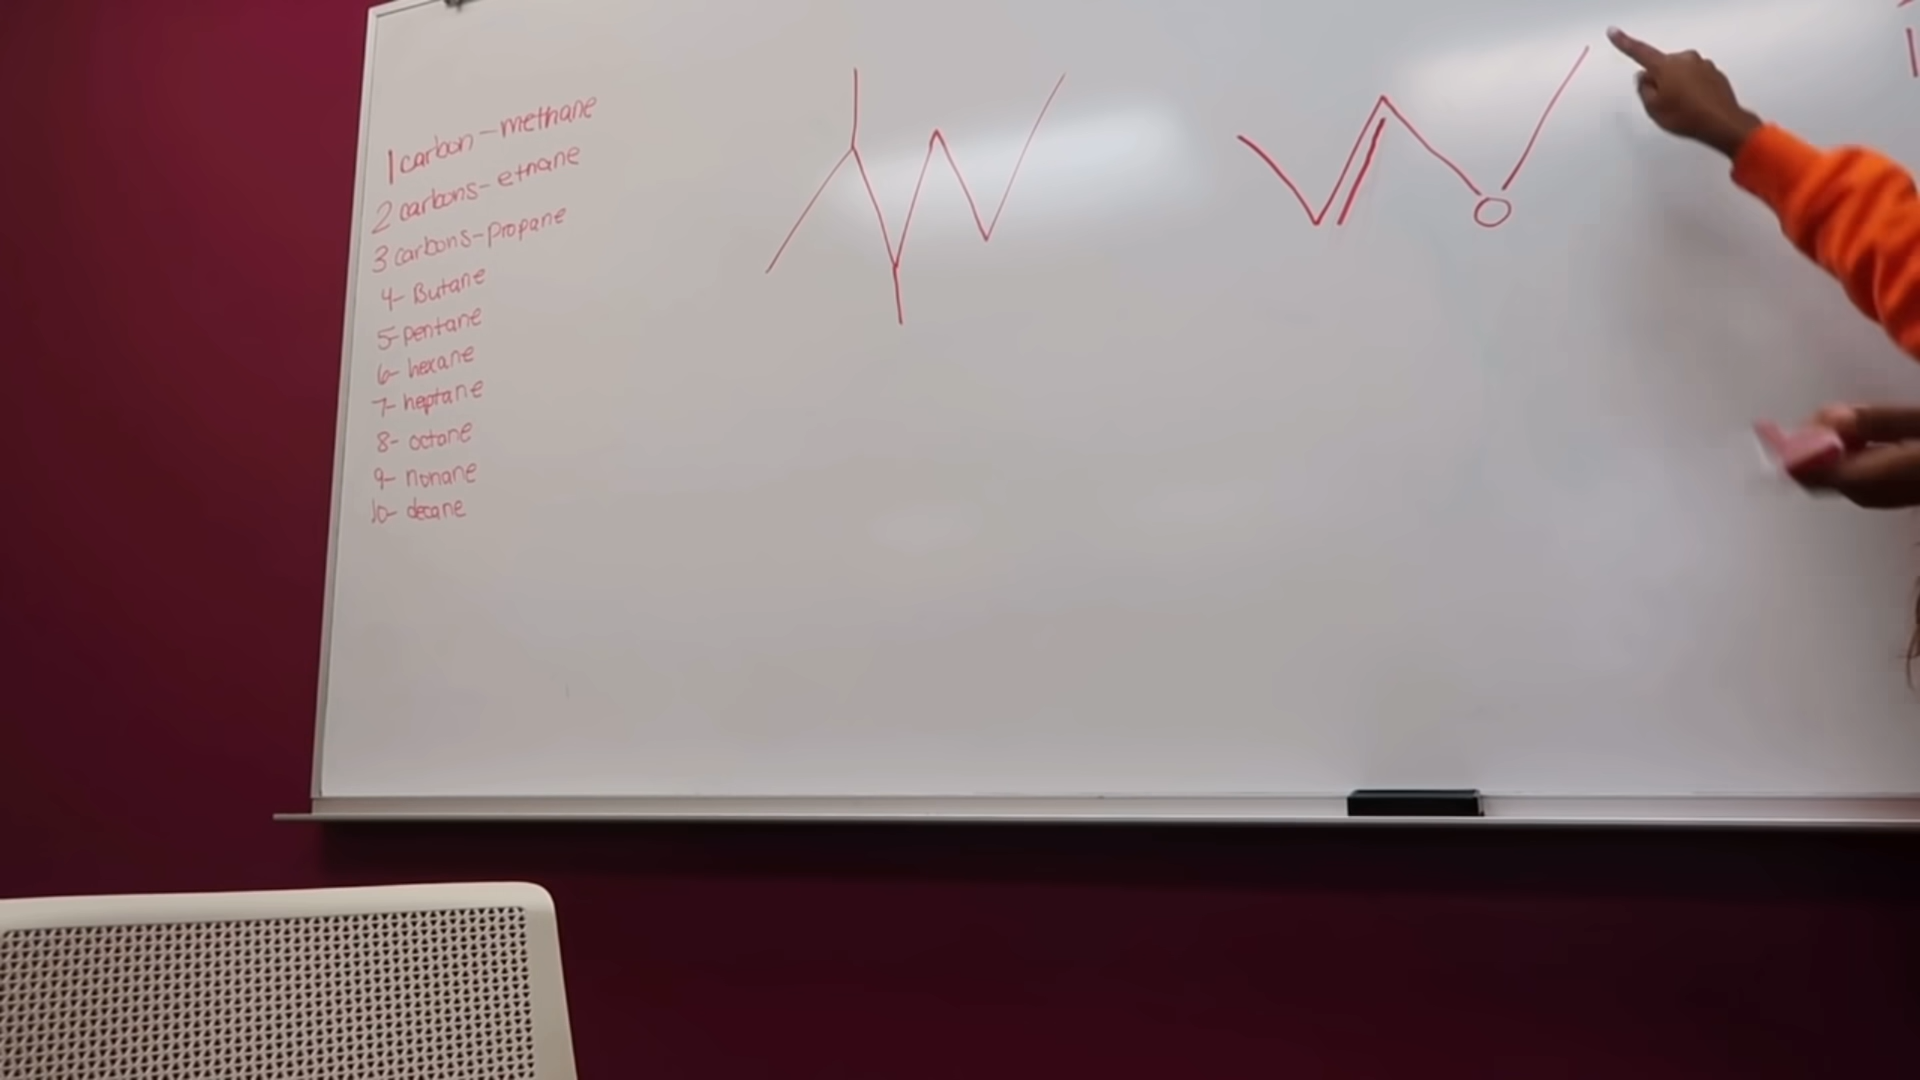 1 carbon-methane
2 carbons-ethane
3 carbons-propane
4- Butane
5-pentane
6- hexane
7- heptane
8- octane
9- nonane
10- decane
O